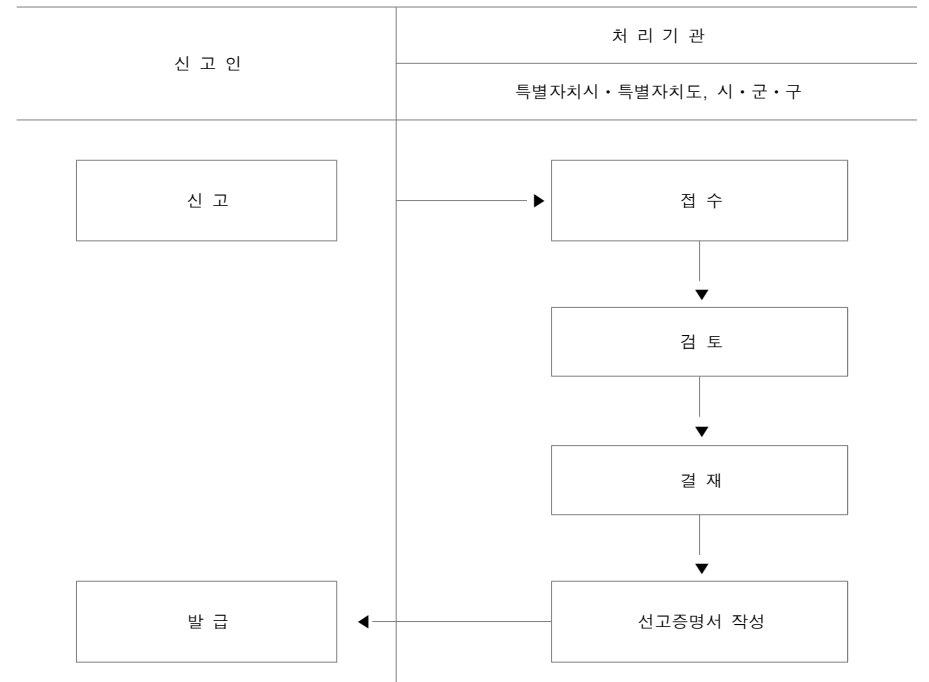 신 고 인
처 리 기 관
특별자치시・특별자치도, 시・군・구
신 고
접 수
검 토
결 재
발 급
선고증명서 작성